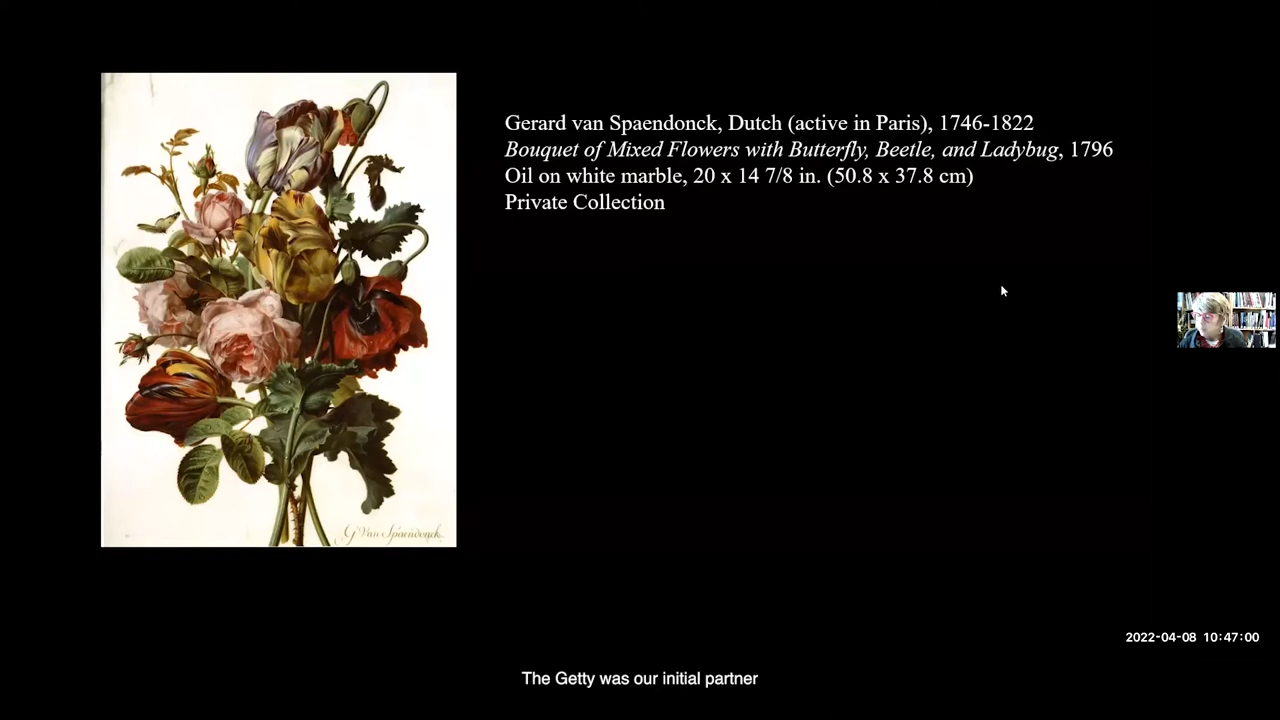 Gerard van Spaendonck, Dutch (active in Paris), 1746-1822
Bouquet of Mixed Flowers with Butterfly, Beetle, and Ladybug, 1796
Oil on white marble, 20 x 14 7/8 in. (50.8 x 37.8 cm)
Private Collection
G Van Spaendonck.
2022-04-08 10:47:00
The Getty was our initial partner